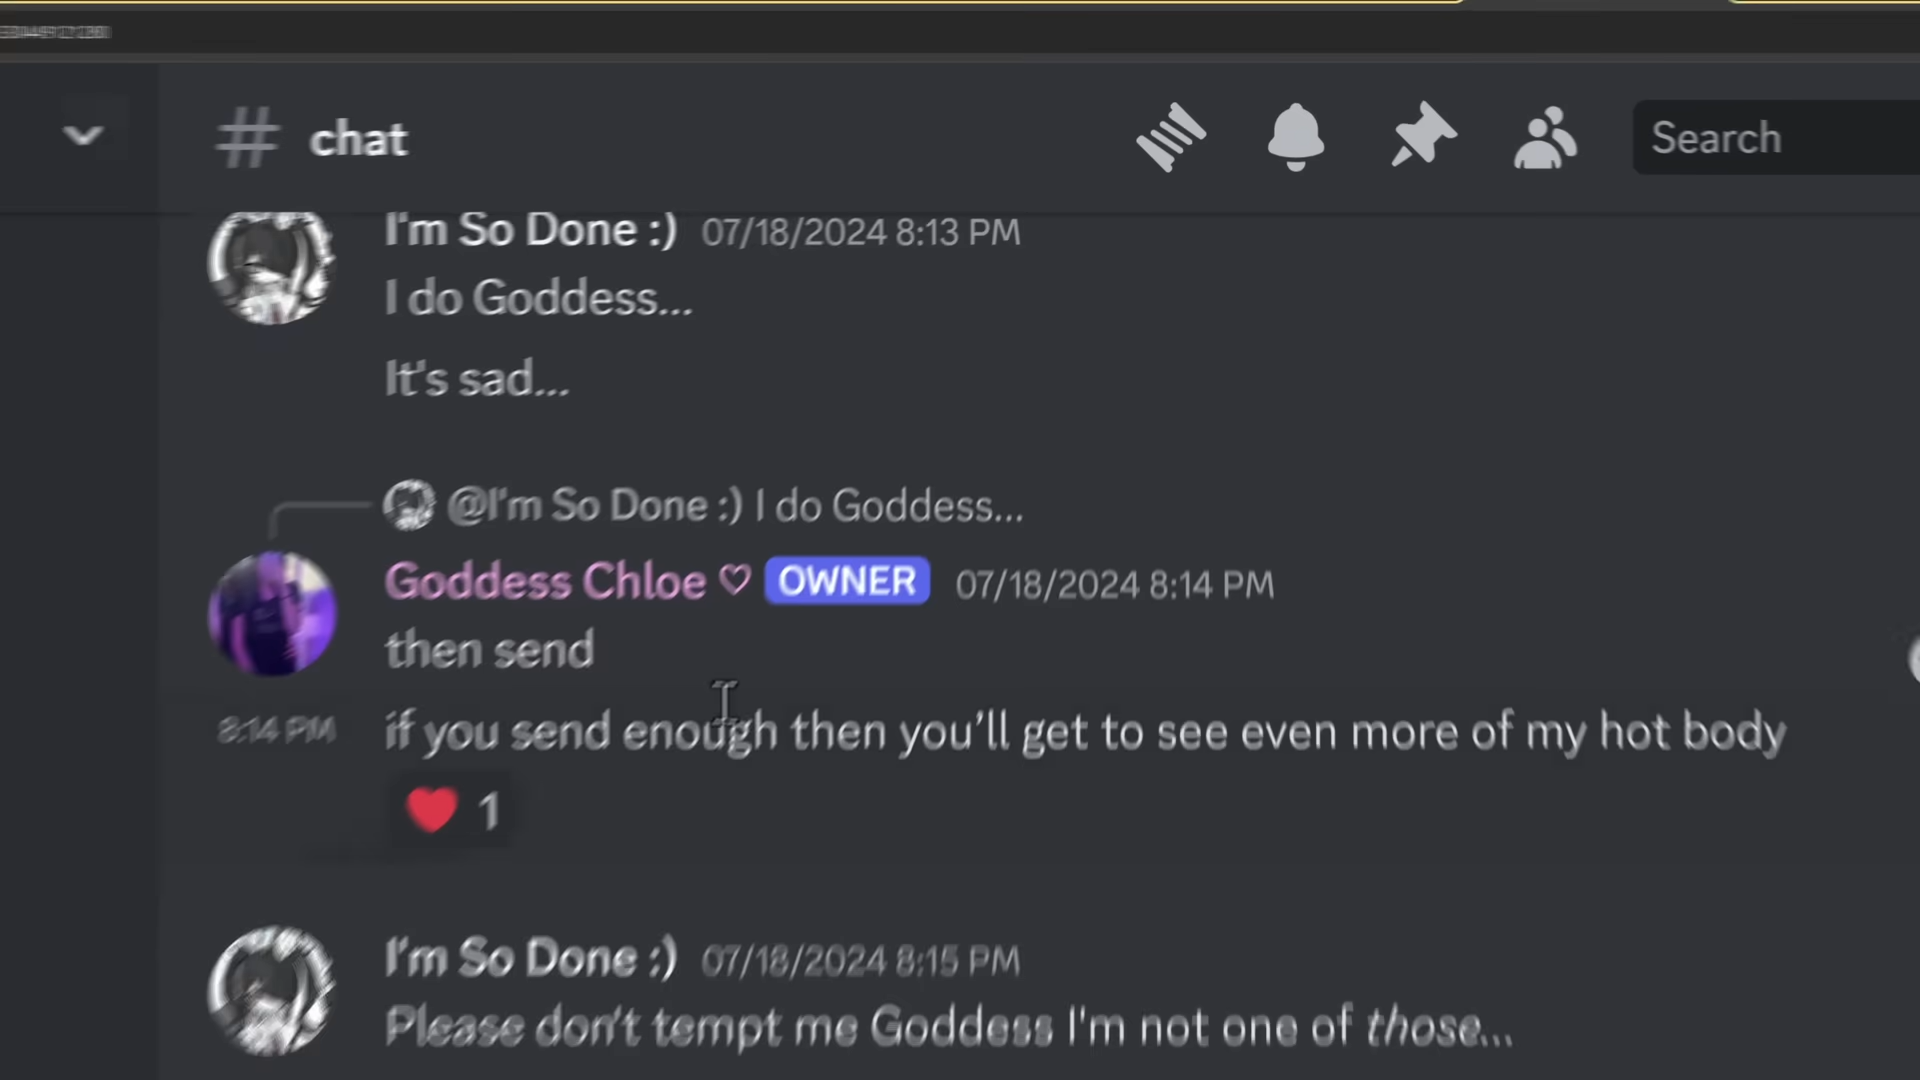 chat
Search
I'm So Done :) 07/18/2024 8:13 PM
I do Goddess...
It's sad...
@I'm So Done :) I do Goddess...
Goddess Chloe ♡ OWNER 07/18/2024 8:14 PM
then send
8:14 PM if you send enough then you'll get to see even more of my hot body
❤️ 1
I'm So Done :) 07/18/2024 8:15 PM
Please don't tempt me Goddess I'm not one of those...